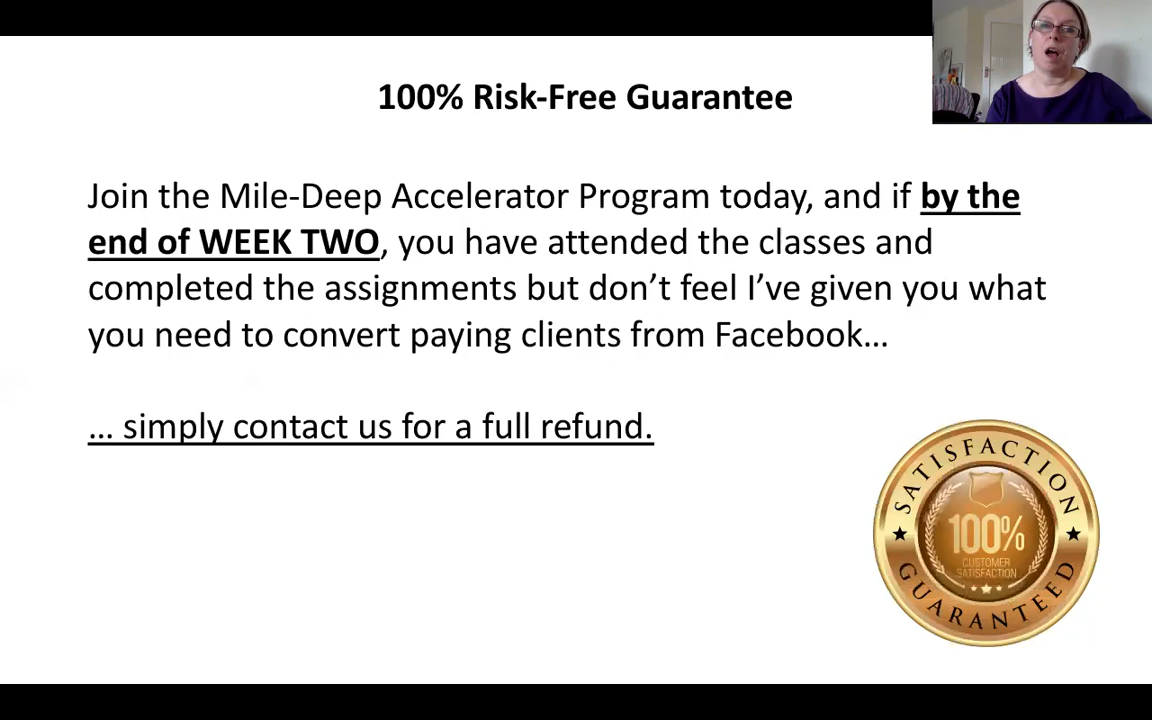 100% Risk-Free Guarantee
Join the Mile-Deep Accelerator Program today, and if by the
end of WEEK TWO, you have attended the classes and
completed the assignments but don’t feel I’ve given you what
you need to convert paying clients from Facebook…
… simply contact us for a full refund.
SATISFACTION
100%
CUSTOMER
SATISFACTION
GUARANTEED